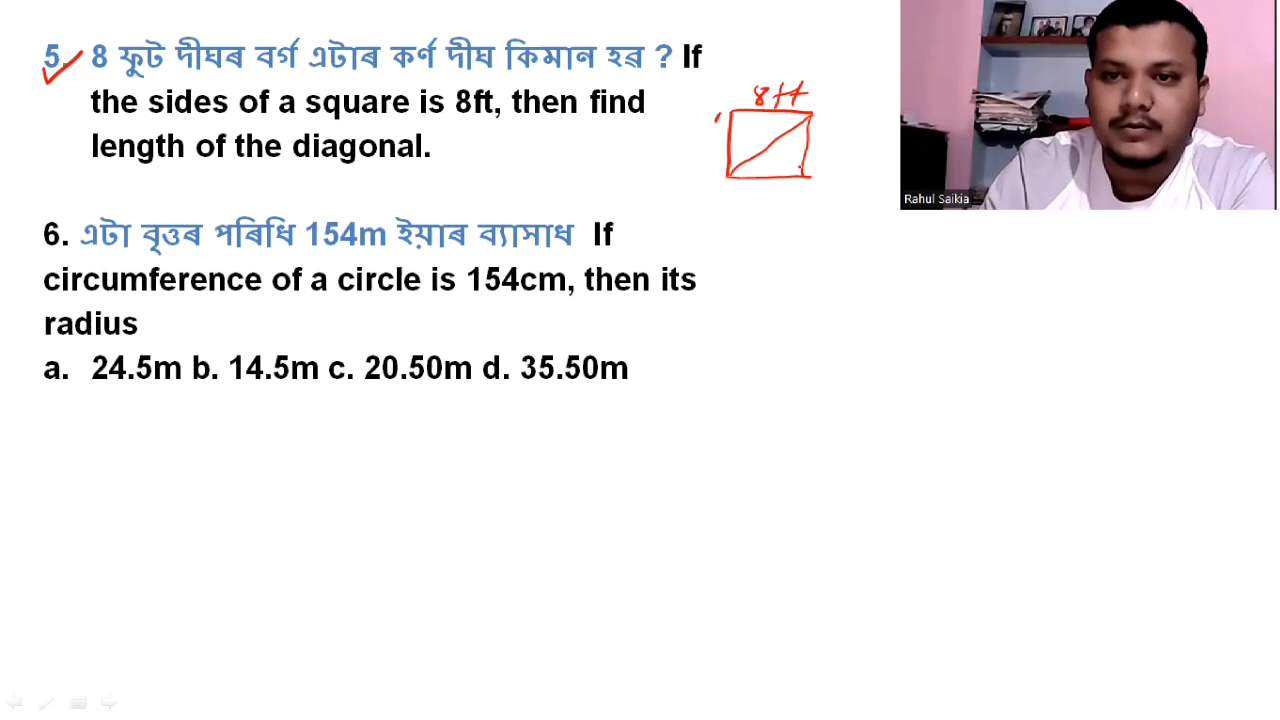 5. 8 ফুট দীঘৰ বৰ্গ এটাৰ কৰ্ণ দীঘ কিমান হৱ ? If
the sides of a square is 8ft, then find
length of the diagonal.
8ft
6. এটা বৃত্তৰ পৰিধি 154m ইয়াৰ ব্যাসাধ If
circumference of a circle is 154cm, then its
radius
a. 24.5m b. 14.5m c. 20.50m d. 35.50m
Rahul Saikia